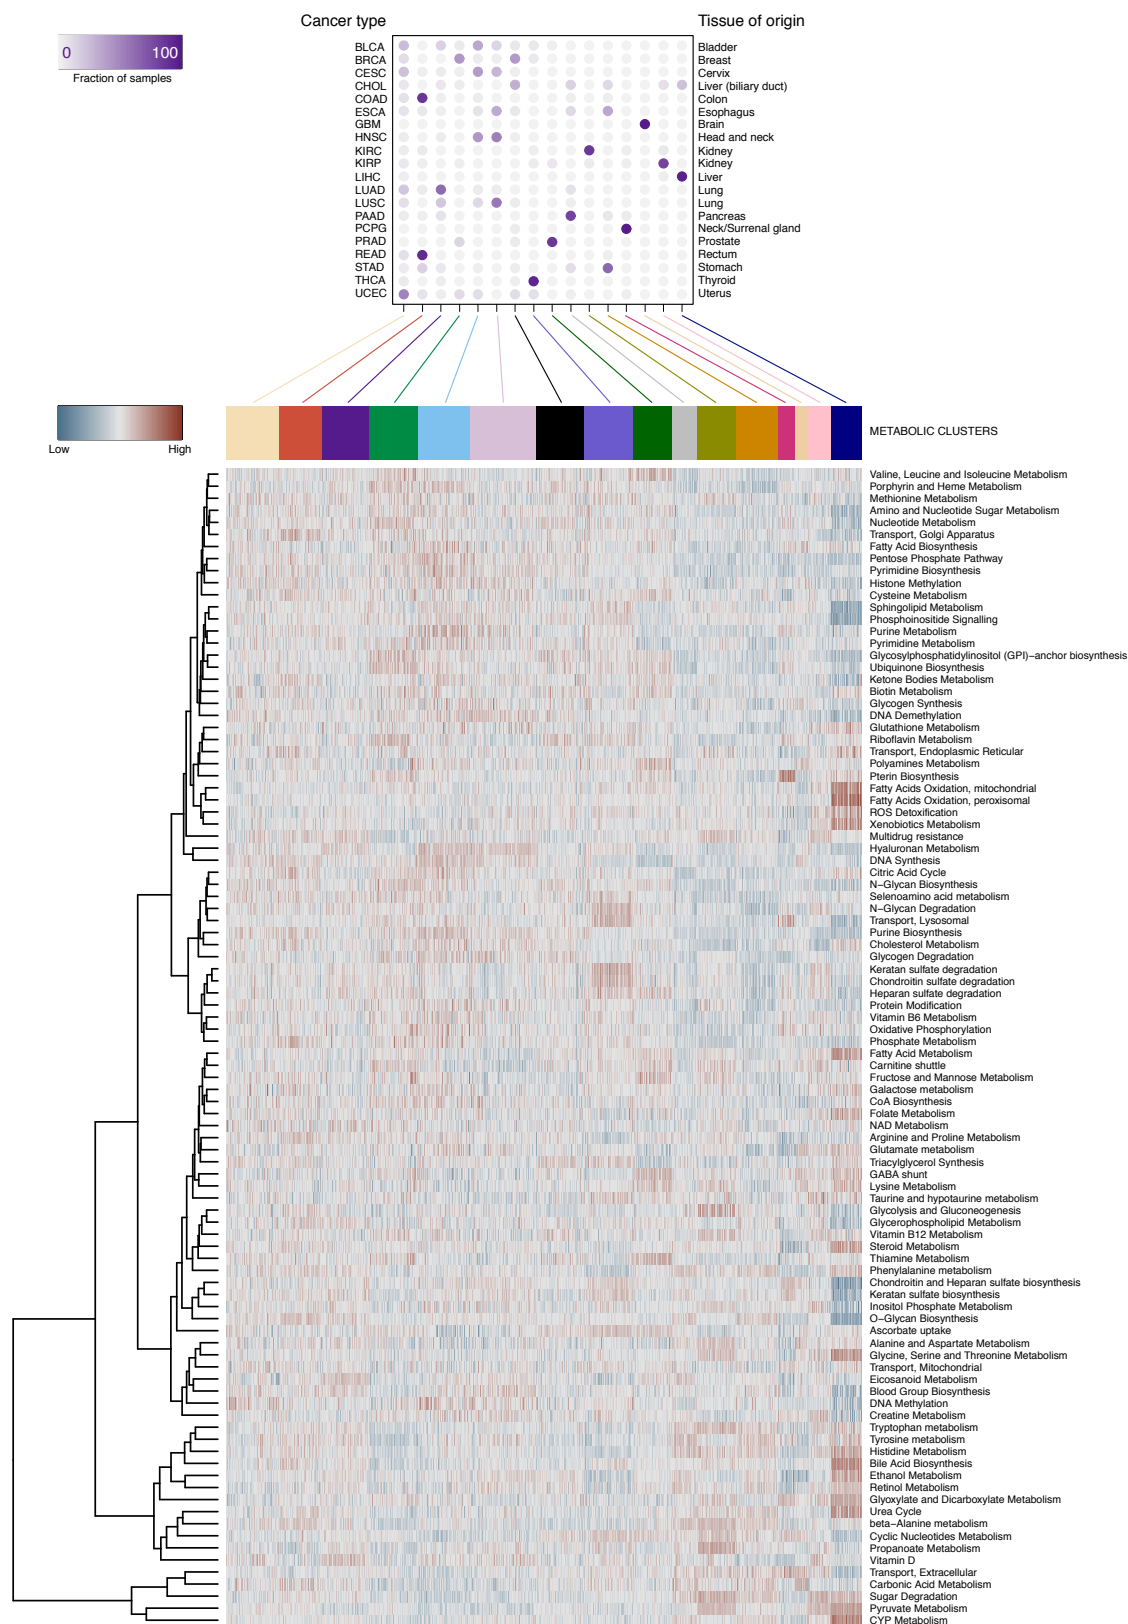 Cancer type
Tissue of origin
0 100
Fraction of samples
BLCA Bladder
BRCA Breast
CESC Cervix
CHOL Liver (biliary duct)
COAD Colon
ESCA Esophagus
GBM Brain
HNSC Head and neck
KIRC Kidney
KIRP Kidney
LIHC Liver
LUAD Lung
LUSC Lung
PAAD Pancreas
PCPG Neck/Surrenal gland
PRAD Prostate
READ Rectum
STAD Stomach
THCA Thyroid
UCEC Uterus
Low High
METABOLIC CLUSTERS
Valine, Leucine and Isoleucine Metabolism
Porphyrin and Heme Metabolism
Methionine Metabolism
Amino and Nucleotide Sugar Metabolism
Nucleotide Metabolism
Transport, Golgi Apparatus
Fatty Acid Biosynthesis
Pentose Phosphate Pathway
Pyrimidine Biosynthesis
Histone Methylation
Cysteine Metabolism
Sphingolipid Metabolism
Phosphoinositide Signalling
Purine Metabolism
Pyrimidine Metabolism
Glycosylphosphatidylinositol (GPI)−anchor biosynthesis
Ubiquinone Biosynthesis
Ketone Bodies Metabolism
Biotin Metabolism
Glycogen Synthesis
DNA Demethylation
Glutathione Metabolism
Riboflavin Metabolism
Transport, Endoplasmic Reticular
Polyamines Metabolism
Pterin Biosynthesis
Fatty Acids Oxidation, mitochondrial
Fatty Acids Oxidation, peroxisomal
ROS Detoxification
Xenobiotics Metabolism
Multidrug resistance
Hyaluronan Metabolism
DNA Synthesis
Citric Acid Cycle
N−Glycan Biosynthesis
Selenoamino acid metabolism
N−Glycan Degradation
Transport, Lysosomal
Purine Biosynthesis
Cholesterol Metabolism
Glycogen Degradation
Keratan sulfate degradation
Chondroitin sulfate degradation
Heparan sulfate degradation
Protein Modification
Vitamin B6 Metabolism
Oxidative Phosphorylation
Phosphate Metabolism
Fatty Acid Metabolism
Carnitine shuttle
Fructose and Mannose Metabolism
Galactose metabolism
CoA Biosynthesis
Folate Metabolism
NAD Metabolism
Arginine and Proline Metabolism
Glutamate metabolism
Triacylglycerol Synthesis
GABA shunt
Lysine Metabolism
Taurine and hypotaurine metabolism
Glycolysis and Gluconeogenesis
Glycerophospholipid Metabolism
Vitamin B12 Metabolism
Steroid Metabolism
Thiamine Metabolism
Phenylalanine metabolism
Chondroitin and Heparan sulfate biosynthesis
Keratan sulfate biosynthesis
Inositol Phosphate Metabolism
O−Glycan Biosynthesis
Ascorbate uptake
Alanine and Aspartate Metabolism
Glycine, Serine and Threonine Metabolism
Transport, Mitochondrial
Eicosanoid Metabolism
Blood Group Biosynthesis
DNA Methylation
Creatine Metabolism
Tryptophan metabolism
Tyrosine metabolism
Histidine Metabolism
Bile Acid Biosynthesis
Ethanol Metabolism
Retinol Metabolism
Glyoxylate and Dicarboxylate Metabolism
Urea Cycle
beta−Alanine metabolism
Cyclic Nucleotides Metabolism
Propanoate Metabolism
Vitamin D
Transport, Extracellular
Carbonic Acid Metabolism
Sugar Degradation
Pyruvate Metabolism
CYP Metabolism